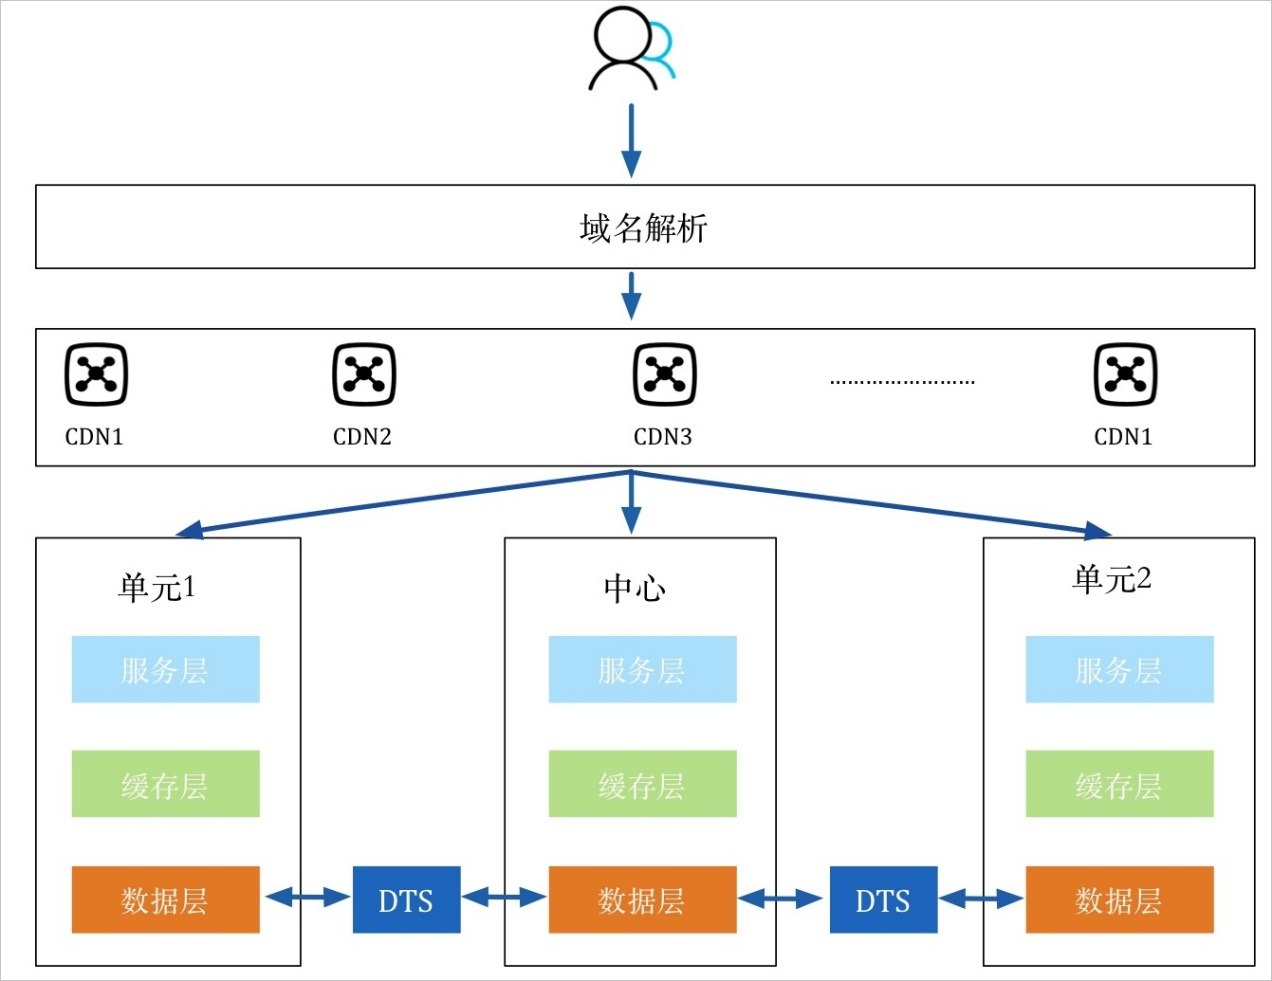 域名解析
CDN1
CDN2
CDN3
........................
CDN1
单元1
中心
单元2
服务层
服务层
服务层
缓存层
缓存层
缓存层
数据层
DTS
数据层
DTS
数据层